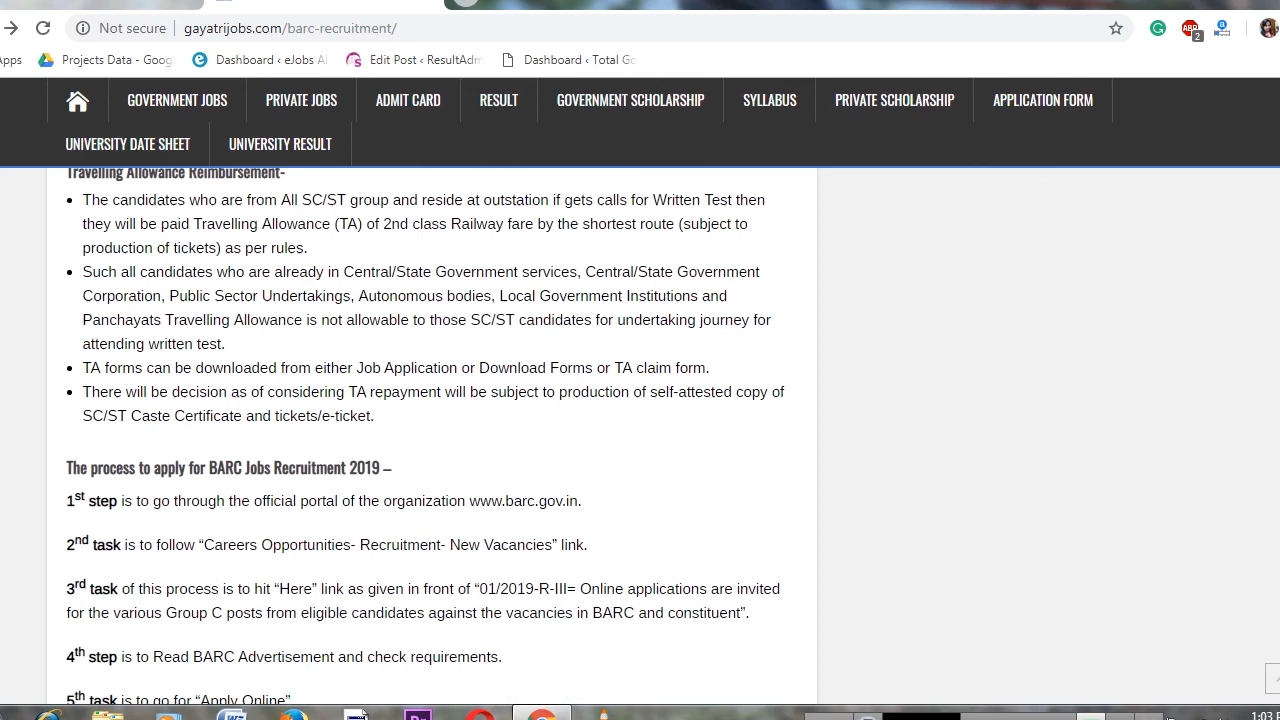 Not secure | gayatrijobs.com/barc-recruitment/
ABP 2
Apps Projects Data - Goog Dashboard ‹ eJobs Al Edit Post ‹ ResultAdm Dashboard ‹ Total Go
GOVERNMENT JOBS PRIVATE JOBS ADMIT CARD RESULT GOVERNMENT SCHOLARSHIP SYLLABUS PRIVATE SCHOLARSHIP APPLICATION FORM
UNIVERSITY DATE SHEET UNIVERSITY RESULT
Travelling Allowance Reimbursement-
• The candidates who are from All SC/ST group and reside at outstation if gets calls for Written Test then
they will be paid Travelling Allowance (TA) of 2nd class Railway fare by the shortest route (subject to
production of tickets) as per rules.
• Such all candidates who are already in Central/State Government services, Central/State Government
Corporation, Public Sector Undertakings, Autonomous bodies, Local Government Institutions and
Panchayats Travelling Allowance is not allowable to those SC/ST candidates for undertaking journey for
attending written test.
• TA forms can be downloaded from either Job Application or Download Forms or TA claim form.
• There will be decision as of considering TA repayment will be subject to production of self-attested copy of
SC/ST Caste Certificate and tickets/e-ticket.
The process to apply for BARC Jobs Recruitment 2019 –
1st step is to go through the official portal of the organization www.barc.gov.in.
2nd task is to follow “Careers Opportunities- Recruitment- New Vacancies” link.
3rd task of this process is to hit “Here” link as given in front of “01/2019-R-III= Online applications are invited
for the various Group C posts from eligible candidates against the vacancies in BARC and constituent”.
4th step is to Read BARC Advertisement and check requirements.
5th task is to go for “Apply Online”
1:03